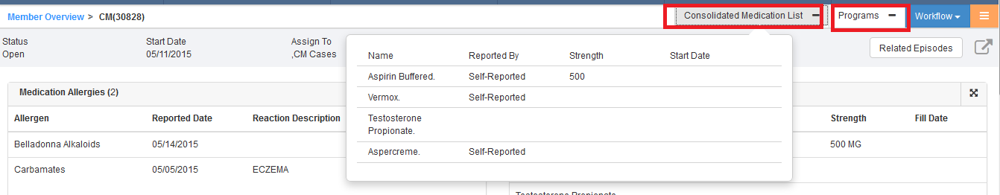 Member Overview > CM(30828)
Consolidated Medication List
Programs
Workflow
Status Start Date Assign To
Open 05/11/2015 ,CM Cases
Related Episodes
Name Reported By Strength Start Date
Aspirin Buffered. Self-Reported 500
Vermox. Self-Reported
Testosterone
Propionate.
Aspercreme. Self-Reported
Medication Allergies (2)
Allergen Reported Date Reaction Description
Belladonna Alkaloids 05/14/2015
Carbamates 05/05/2015 ECZEMA
Strength Fill Date
500 MG
Testosterone Propionate